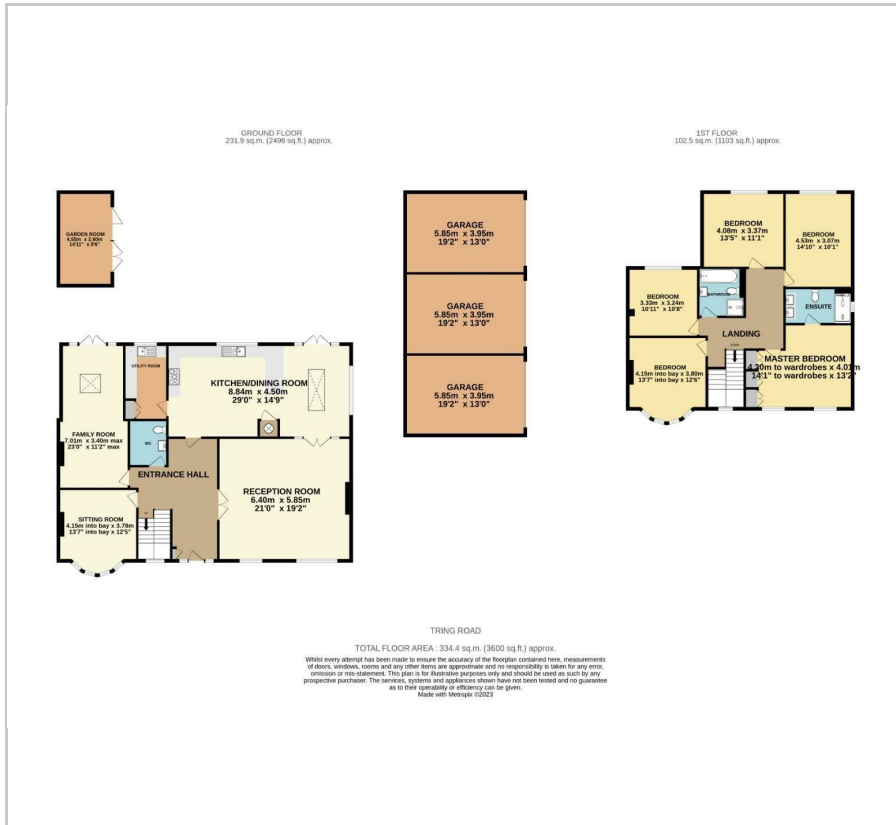 GROUND FLOOR
231.9 sq.m. (2496 sq.ft.) approx.
1ST FLOOR
102.5 sq.m. (1103 sq.ft.) approx.
GARDEN ROOM
4.55m x 2.60m
14'11" x 8'6"
GARAGE
5.85m x 3.95m
19'2" x 13'0"
GARAGE
5.85m x 3.95m
19'2" x 13'0"
GARAGE
5.85m x 3.95m
19'2" x 13'0"
UTILITY ROOM
KITCHEN/DINING ROOM
8.84m x 4.50m
29'0" x 14'9"
FAMILY ROOM
7.01m x 3.40m max
23'0" x 11'2" max
WC
ENTRANCE HALL
RECEPTION ROOM
6.40m x 5.85m
21'0" x 19'2"
SITTING ROOM
4.15m into bay x 3.78m
13'7" into bay x 12'5"
UP
BEDROOM
4.08m x 3.37m
13'5" x 11'1"
BEDROOM
4.53m x 3.07m
14'10" x 10'1"
BEDROOM
3.33m x 3.24m
10'11" x 10'8"
BATHROOM
ENSUITE
LANDING
DOWN
BEDROOM
4.15m into bay x 3.80m
13'7" into bay x 12'6"
MASTER BEDROOM
4.30m to wardrobes x 4.01m
14'1" to wardrobes x 13'2"
TRING ROAD
TOTAL FLOOR AREA : 334.4 sq.m. (3600 sq.ft.) approx.
Whilst every attempt has been made to ensure the accuracy of the floorplan contained here, measurements
of doors, windows, rooms and any other items are approximate and no responsibility is taken for any error,
omission or mis-statement. This plan is for illustrative purposes only and should be used as such by any
prospective purchaser. The services, systems and appliances shown have not been tested and no guarantee
as to their operability or efficiency can be given.
Made with Metropix ©2023